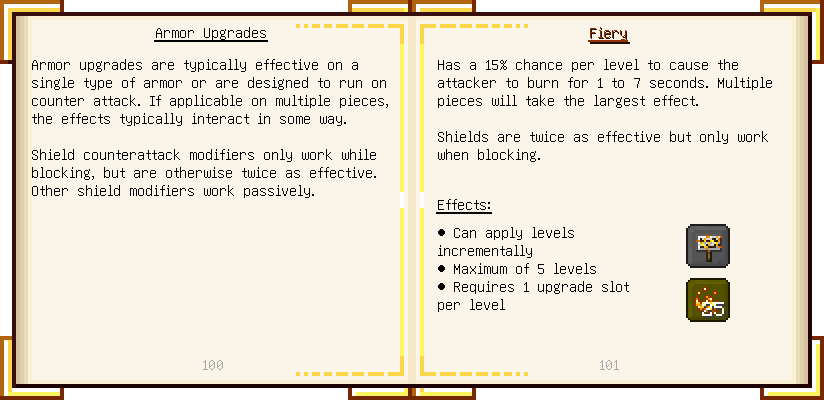 Armor Upgrades
Armor upgrades are typically effective on a
single type of armor or are designed to run on
counter attack. If applicable on multiple pieces,
the effects typically interact in some way.
Shield counterattack modifiers only work while
blocking, but are otherwise twice as effective.
Other shield modifiers work passively.
100
Fiery
Has a 15% chance per level to cause the
attacker to burn for 1 to 7 seconds. Multiple
pieces will take the largest effect.
Shields are twice as effective but only work
when blocking.
Effects:
● Can apply levels
incrementally
● Maximum of 5 levels
● Requires 1 upgrade slot
per level
25
101